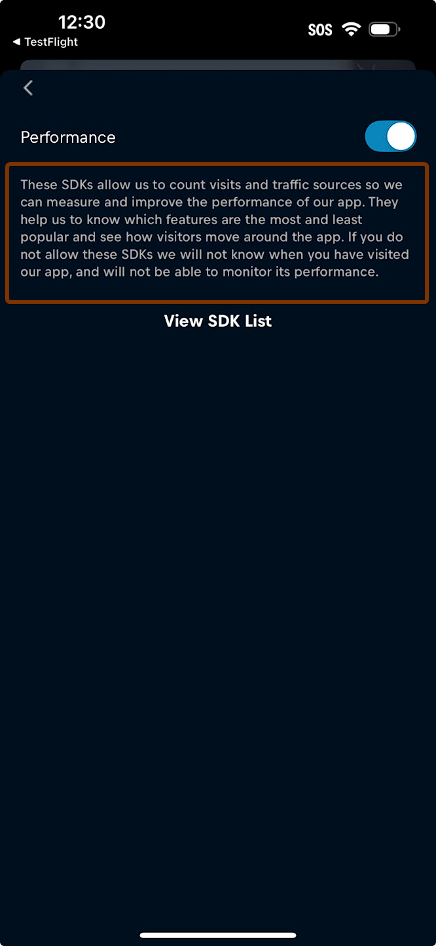 12:30
SOS
◀ TestFlight
Performance
These SDKs allow us to count visits and traffic sources so we
can measure and improve the performance of our app. They
help us to know which features are the most and least
popular and see how visitors move around the app. If you do
not allow these SDKs we will not know when you have visited
our app, and will not be able to monitor its performance.
View SDK List